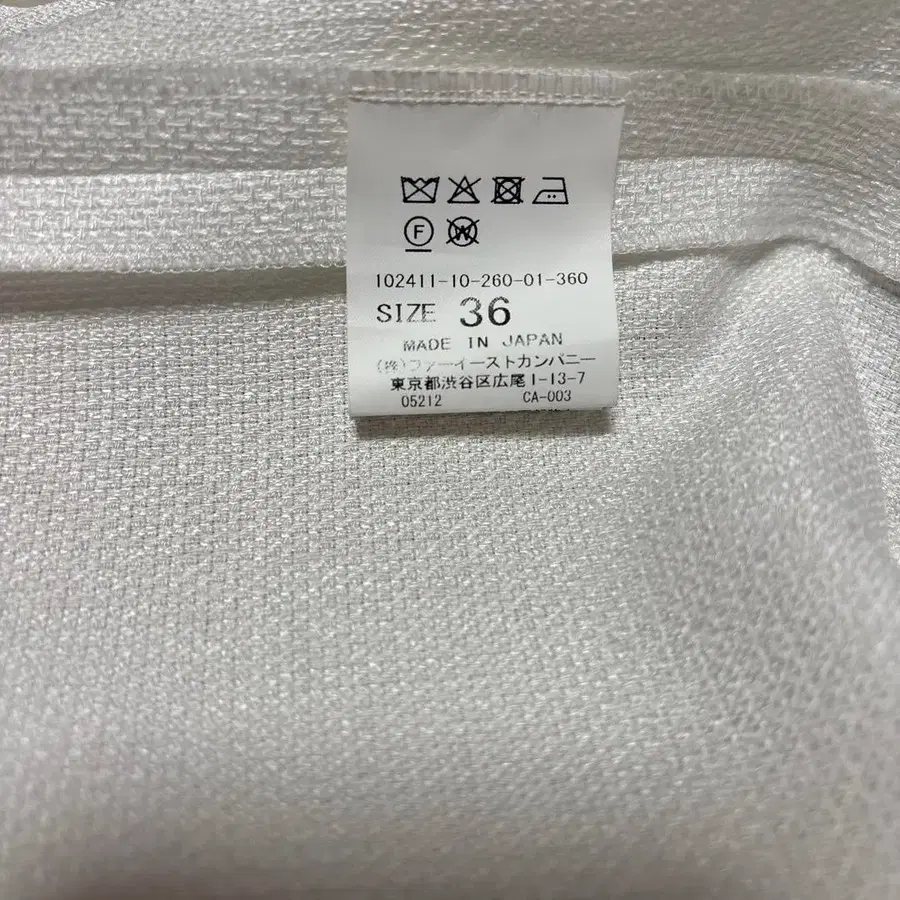 F W
102411-10-260-01-360
SIZE 36
MADE IN JAPAN
(株)ファーイーストカンパニー
東京都渋谷区広尾1-13-7
05212 CA-003